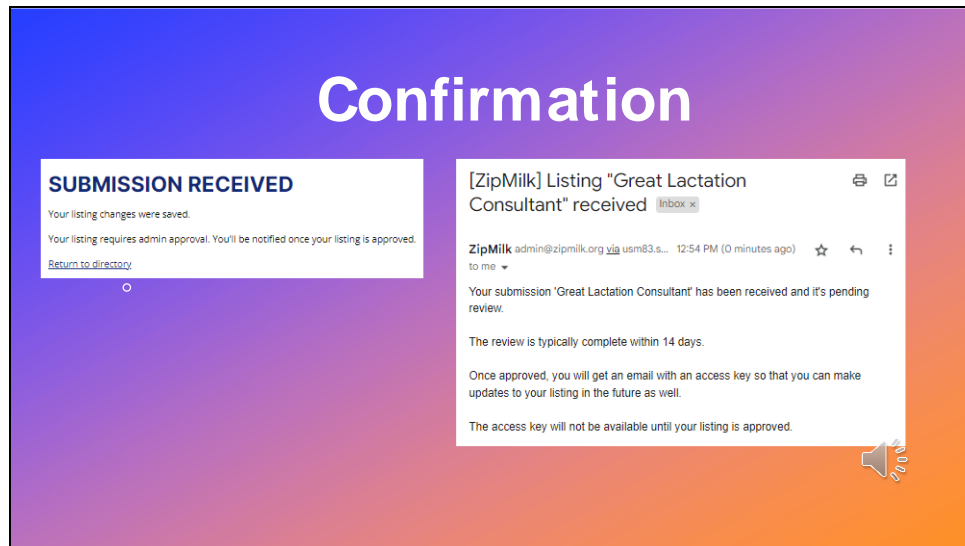 Confirmation
SUBMISSION RECEIVED
Your listing changes were saved.
Your listing requires admin approval. You'll be notified once your listing is approved.
Return to directory
[ZipMilk] Listing "Great Lactation
Consultant" received Inbox x
ZipMilk admin@zipmilk.org via usm83.s... 12:54 PM (0 minutes ago)
to me
Your submission 'Great Lactation Consultant' has been received and it's pending
review.
The review is typically complete within 14 days.
Once approved, you will get an email with an access key so that you can make
updates to your listing in the future as well.
The access key will not be available until your listing is approved.